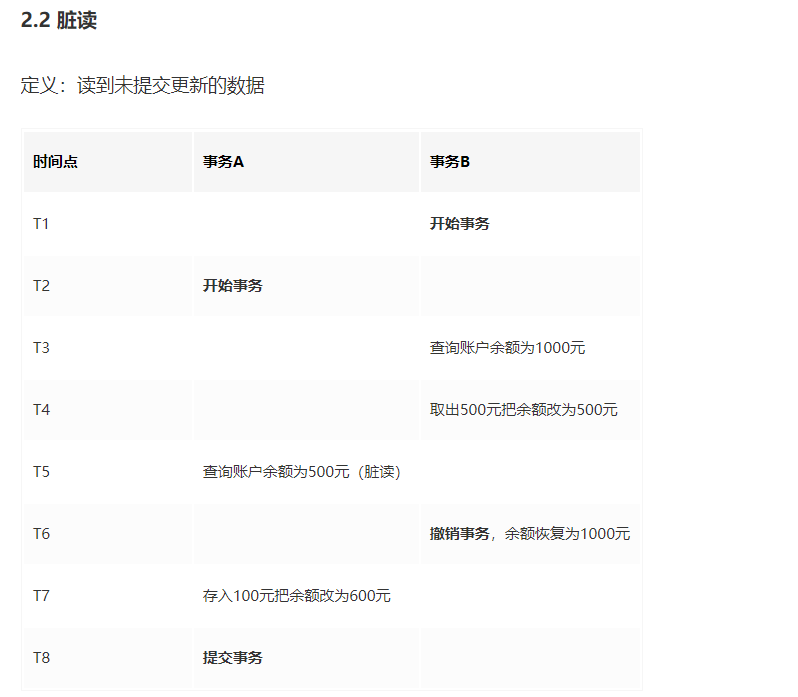 2.2 脏读
定义：读到未提交更新的数据
时间点 事务A 事务B
T1 开始事务
T2 开始事务
T3 查询账户余额为1000元
T4 取出500元把余额改为500元
T5 查询账户余额为500元（脏读）
T6 撤销事务，余额恢复为1000元
T7 存入100元把余额改为600元
T8 提交事务